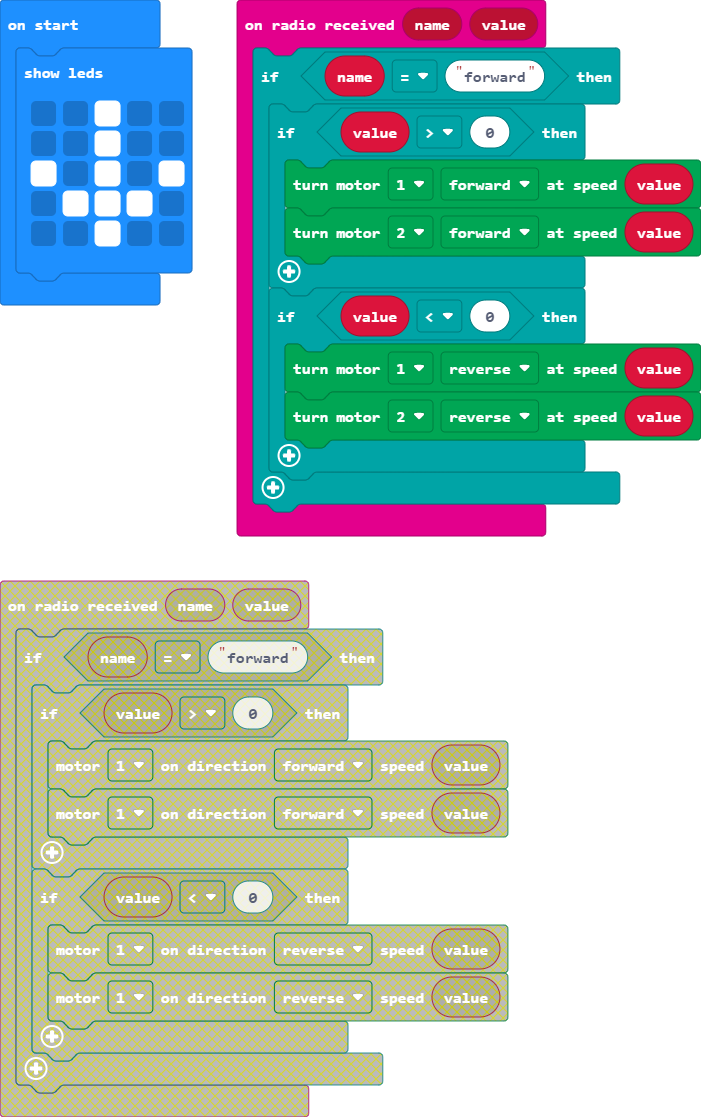 on start
show leds
on radio received name value
if name = "forward" then
if value > 0 then
turn motor 1 forward at speed value
turn motor 2 forward at speed value
if value < 0 then
turn motor 1 reverse at speed value
turn motor 2 reverse at speed value
on radio received name value
if name = "forward" then
if value > 0 then
motor 1 on direction forward speed value
motor 1 on direction forward speed value
if value < 0 then
motor 1 on direction reverse speed value
motor 1 on direction reverse speed value